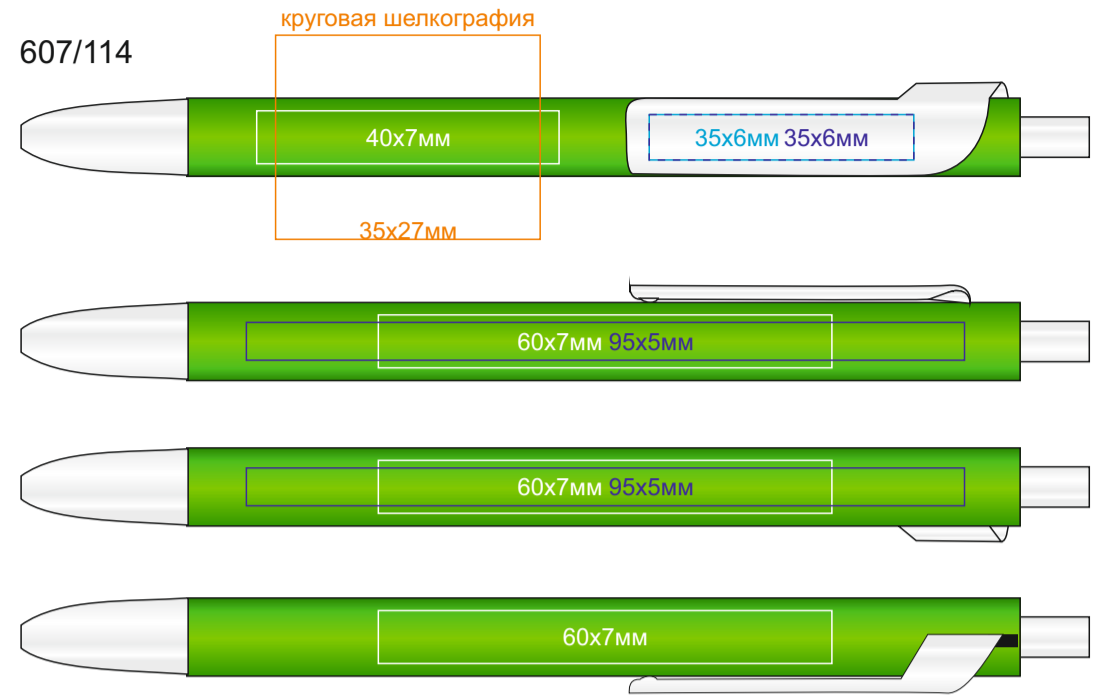 круговая шелкография
607/114
40х7мм
35х6мм 35х6мм
35х27мм
60х7мм 95х5мм
60х7мм 95х5мм
60х7мм